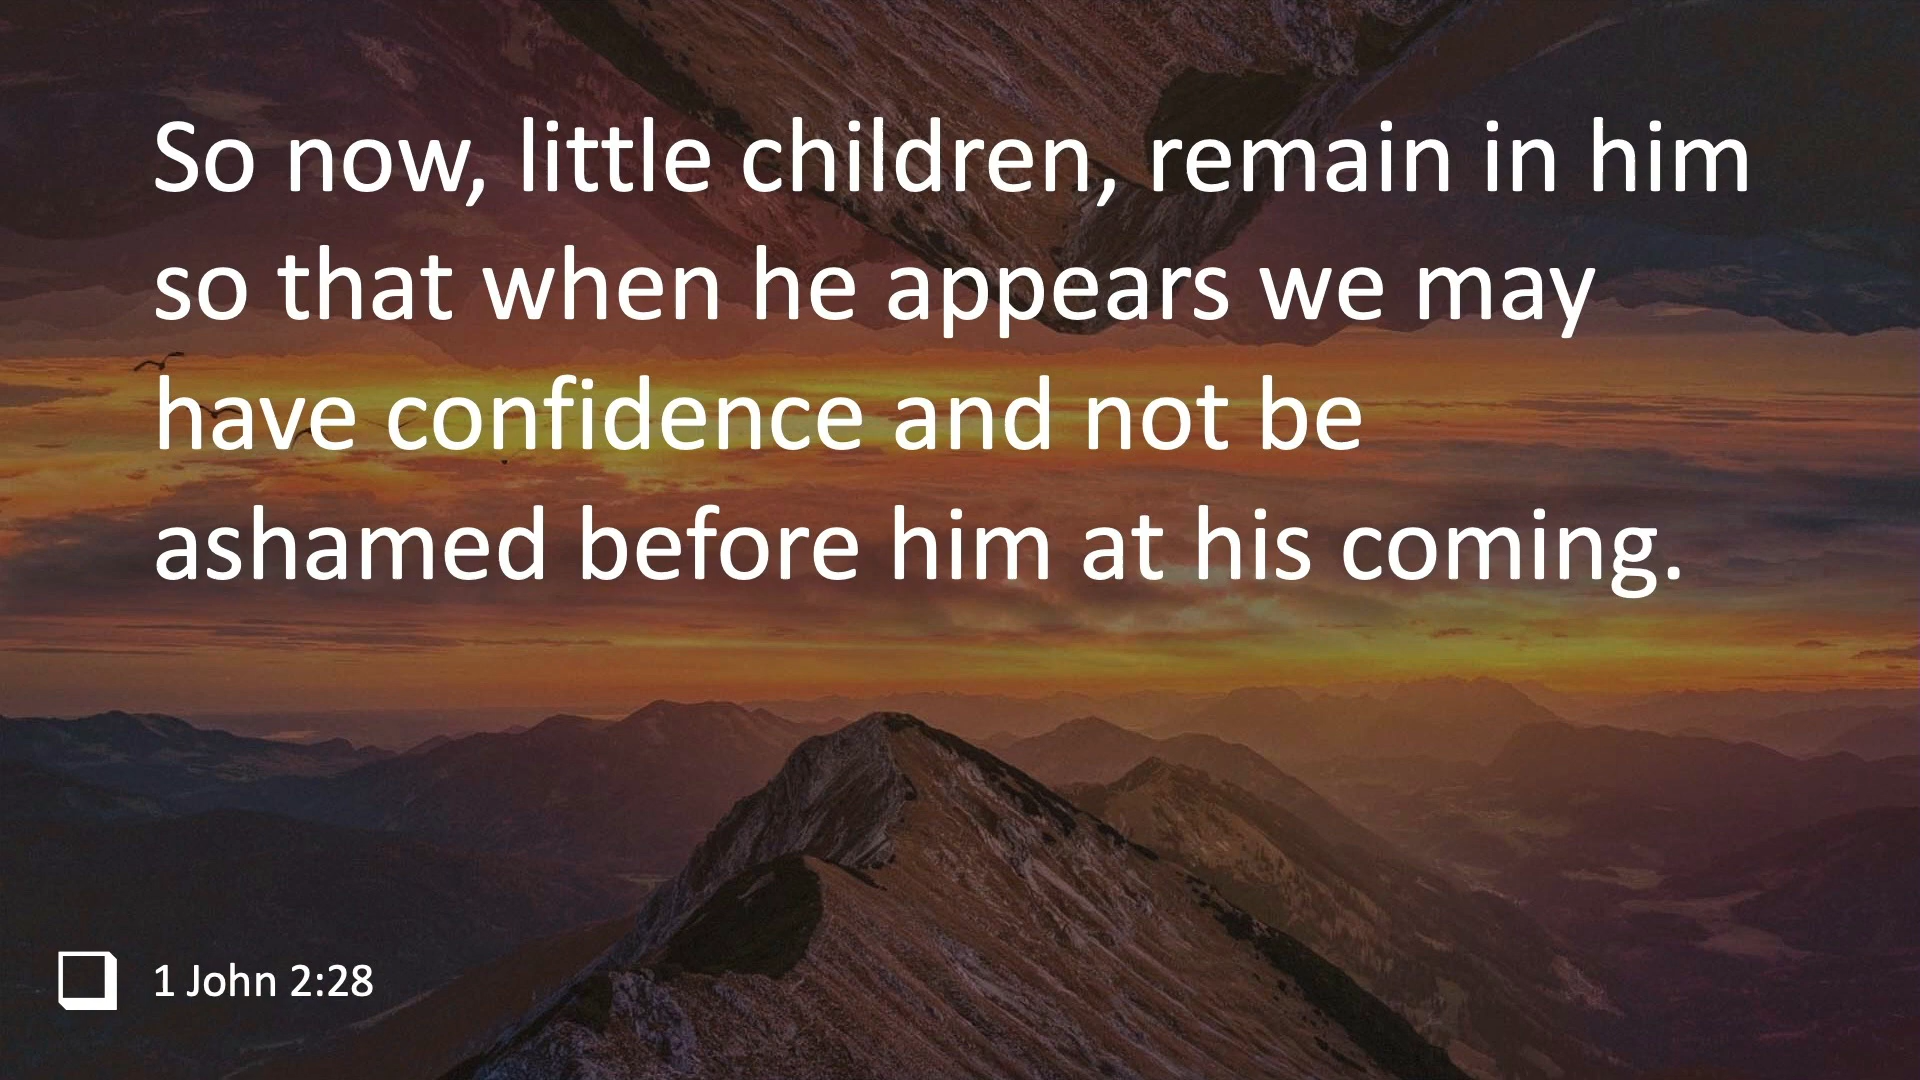 So now, little children, remain in him
so that when he appears we may
have confidence and not be
ashamed before him at his coming.
1 John 2:28